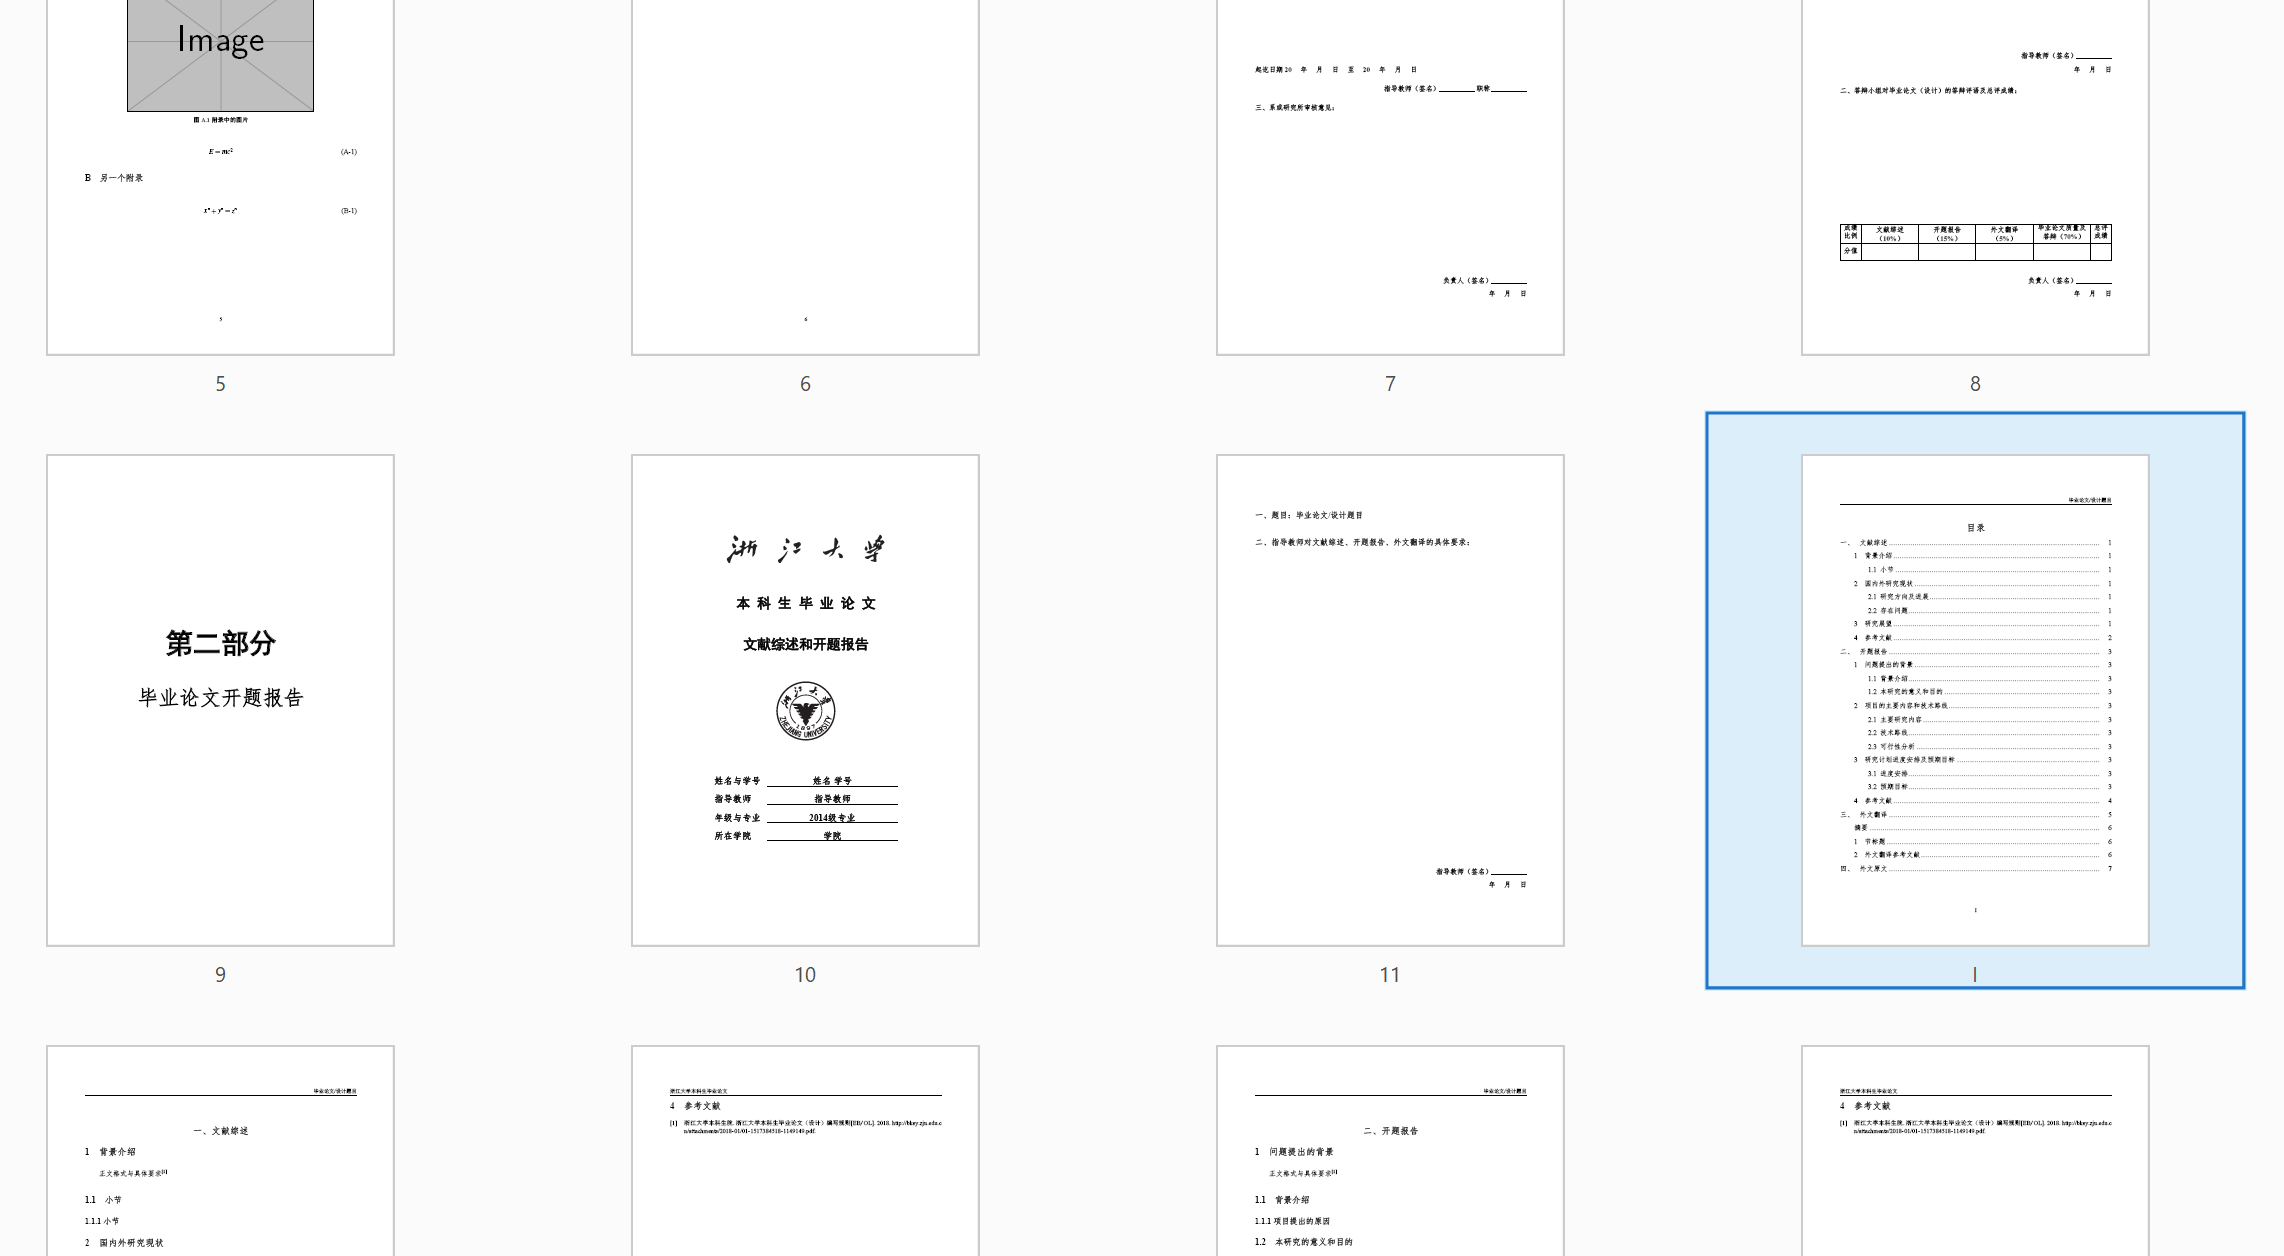 Image
图 A.1 附录中的图片
E = mc² (A-1)
B 另一个附录
xⁿ + yⁿ = zⁿ (B-1)
5
5
6
6
起讫日期 20 年 月 日 至 20 年 月 日
指导教师（签名） 职称
三、系或研究所审核意见：
负责人（签名）
年 月 日
7
指导教师（签名）
年 月 日
二、答辩小组对毕业论文（设计）的答辩评语及总评成绩：
成绩比例 文献综述（10%） 开题报告（15%） 外文翻译（5%） 毕业论文质量及答辩（70%） 总评成绩
分值
负责人（签名）
年 月 日
8
第二部分
毕业论文开题报告
9
浙江大学
本科生毕业论文
文献综述和开题报告
浙江大学
1897
ZHEJIANG UNIVERSITY
姓名与学号 姓名 学号
指导教师 指导教师
年级与专业 2014级专业
所在学院 学院
10
一、题目：毕业论文/设计题目
二、指导教师对文献综述、开题报告、外文翻译的具体要求：
指导教师（签名）
年 月 日
11
毕业论文/设计题目
目录
一、 文献综述 1
1 背景介绍 1
1.1 小节 1
2 国内外研究现状 1
2.1 研究方向及进展 1
2.2 存在问题 1
3 研究展望 1
4 参考文献 2
二、 开题报告 3
1 问题提出的背景 3
1.1 背景介绍 3
1.2 本研究的意义和目的 3
2 项目的主要内容和技术路线 3
2.1 主要研究内容 3
2.2 技术路线 3
2.3 可行性分析 3
3 研究计划进度安排及预期目标 3
3.1 进度安排 3
3.2 预期目标 3
4 参考文献 4
三、 外文翻译 5
摘要 6
1 节标题 6
2 外文翻译参考文献 6
四、 外文原文 7
I
I
毕业论文/设计题目
一、文献综述
1 背景介绍
正文格式与具体要求[1]
1.1 小节
1.1.1 小节
2 国内外研究现状
浙江大学本科生毕业论文
4 参考文献
[1] 浙江大学本科生院. 浙江大学本科生毕业论文（设计）编写规则[EB/OL]. 2018. http://bksy.zju.edu.c
n/attachments/2018-01/01-1517384518-1149149.pdf.
毕业论文/设计题目
二、开题报告
1 问题提出的背景
正文格式与具体要求[1]
1.1 背景介绍
1.1.1 项目提出的原因
1.2 本研究的意义和目的
浙江大学本科生毕业论文
4 参考文献
[1] 浙江大学本科生院. 浙江大学本科生毕业论文（设计）编写规则[EB/OL]. 2018. http://bksy.zju.edu.c
n/attachments/2018-01/01-1517384518-1149149.pdf.